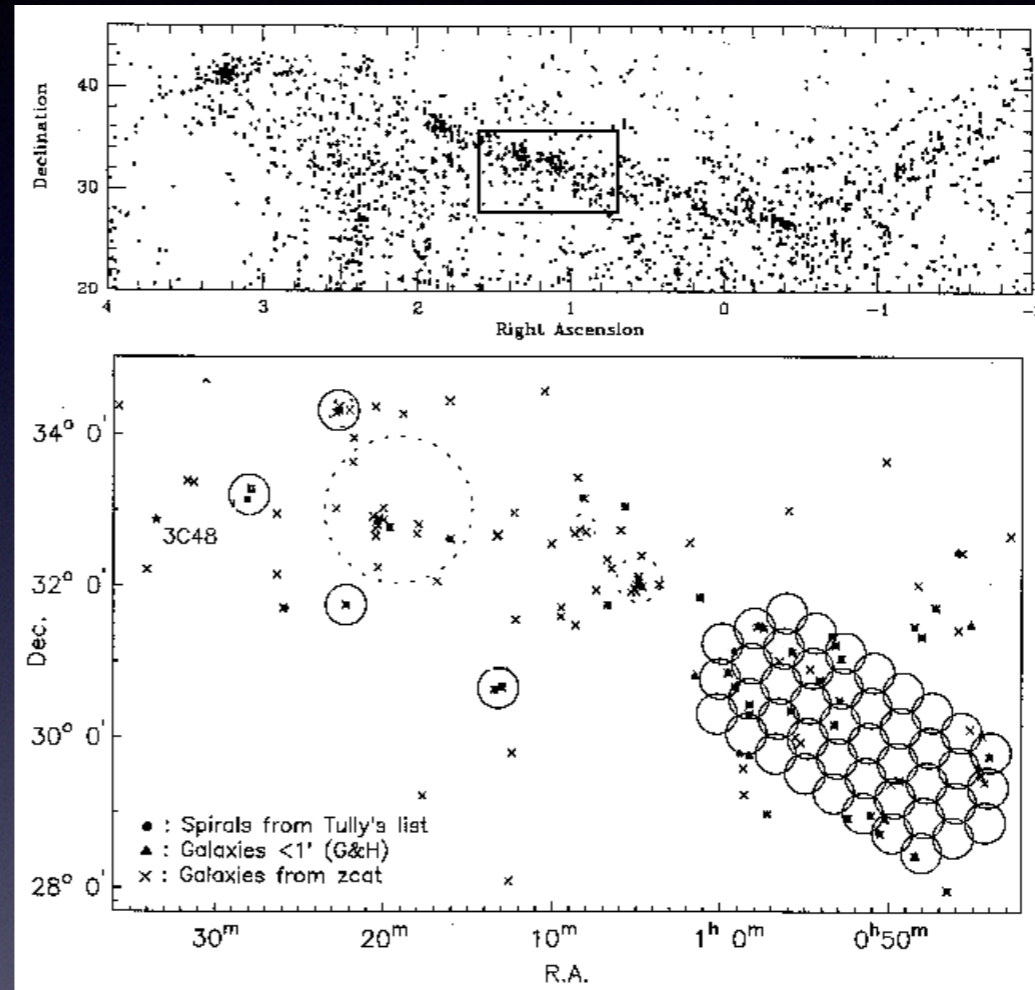 Declination
40
30
20
4
3
2
1
0
-1
Right Ascension
34° 0'
32° 0'
30° 0'
28° 0'
Dec.
3C48
● : Spirals from Tully's list
▲ : Galaxies <1' (G&H)
× : Galaxies from zcat
30ᵐ
20ᵐ
10ᵐ
1ʰ 0ᵐ
0ʰ50ᵐ
R.A.